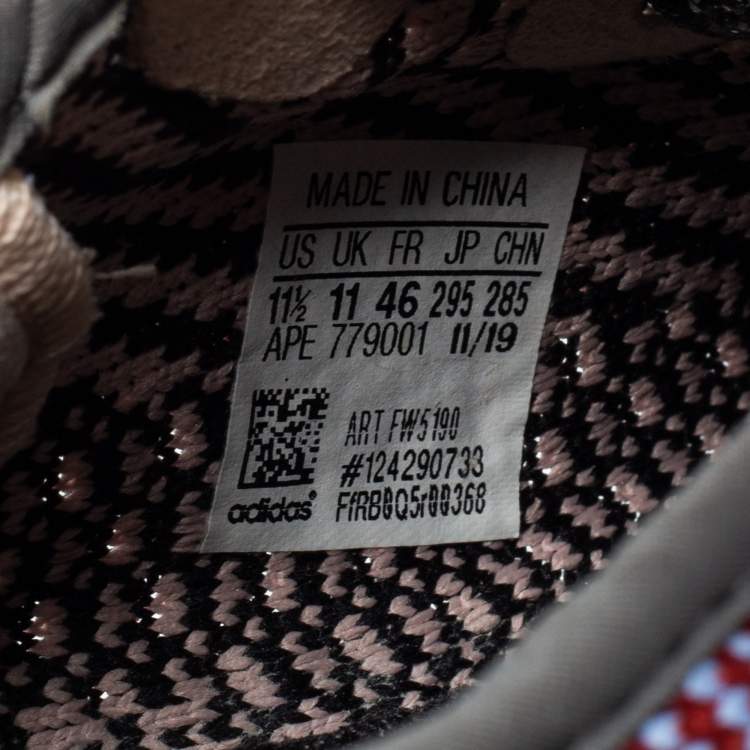 MADE IN CHINA
US UK FR JP CHN
11½ 11 46 295 285
APE 779001 11/19
ART FW5190
#124290733
adidas®